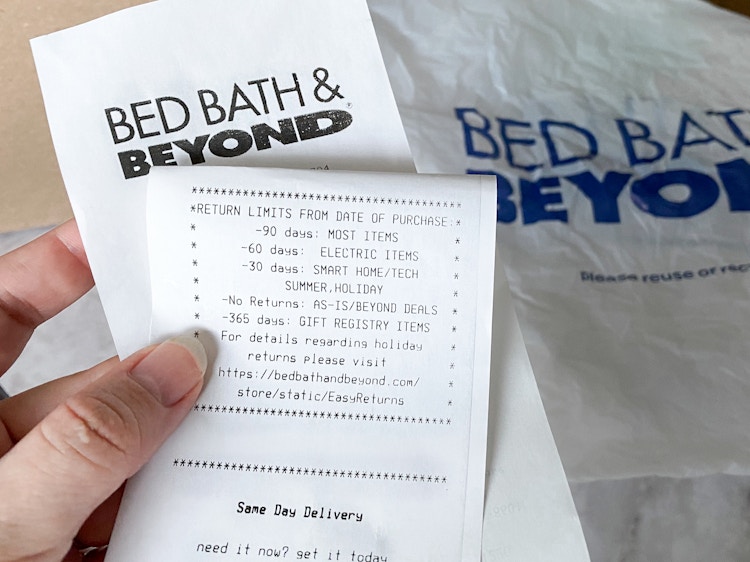 BED BATH &
BEYOND®
****************************************
*RETURN LIMITS FROM DATE OF PURCHASE:*
* -90 days: MOST ITEMS *
* -60 days: ELECTRIC ITEMS *
* -30 days: SMART HOME/TECH *
* SUMMER,HOLIDAY *
* -No Returns: AS-IS/BEYOND DEALS *
* -365 days: GIFT REGISTRY ITEMS *
* For details regarding holiday *
returns please visit *
https://bedbathandbeyond.com/ *
store/static/EasyReturns *
****************************************
****************************************
Same Day Delivery
need it now? get it today
BED BAT
BEYO
Please reuse or rec